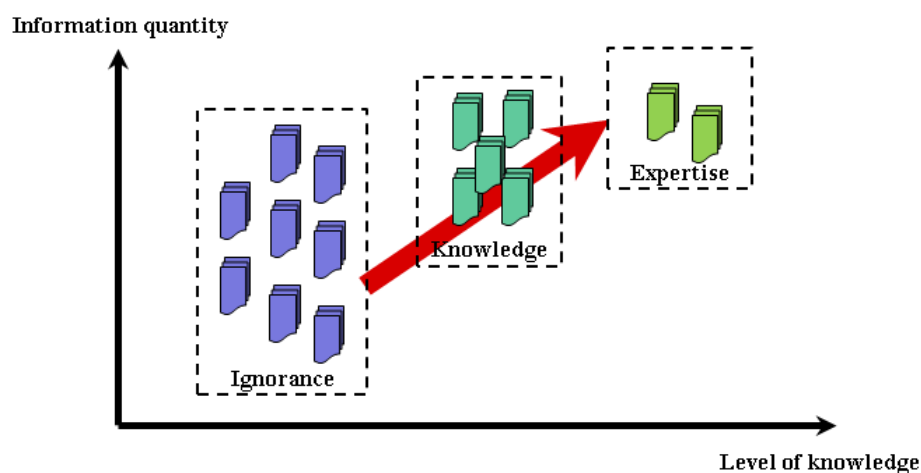 Information quantity
Expertise
Knowledge
Ignorance
Level of knowledge